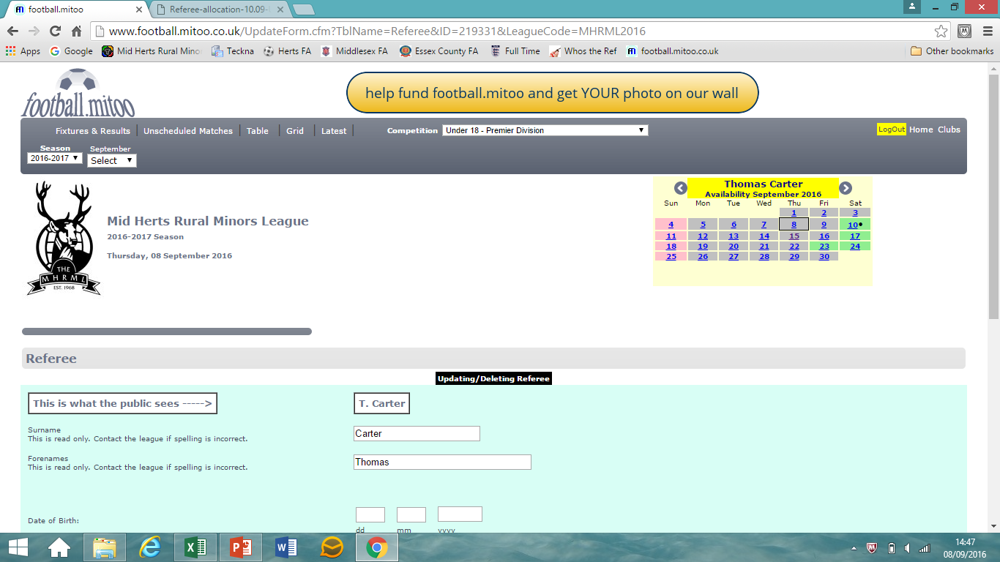 football.mitoo
Referee-allocation-10.09-
www.football.mitoo.co.uk/UpdateForm.cfm?TblName=Referee&ID=219331&LeagueCode=MHRML2016
Apps Google Mid Herts Rural Mino Teckna Herts FA Middlesex FA Essex County FA Full Time Whos the Ref football.mitoo.co.uk Other bookmarks
football.mitoo
help fund football.mitoo and get YOUR photo on our wall
Fixtures & Results Unscheduled Matches Table Grid Latest Competition Under 18 - Premier Division LogOut Home Clubs
Season September
2016-2017 Select
Thomas Carter
Availability September 2016
Sun Mon Tue Wed Thu Fri Sat
1 2 3
4 5 6 7 8 9 10•
11 12 13 14 15 16 17
18 19 20 21 22 23 24
25 26 27 28 29 30
Mid Herts Rural Minors League
2016-2017 Season
Thursday, 08 September 2016
THE
MHRML
EST. 1968
Referee
Updating/Deleting Referee
This is what the public sees -----> T. Carter
Surname
This is read only. Contact the league if spelling is incorrect.
Carter
Forenames
This is read only. Contact the league if spelling is incorrect.
Thomas
Date of Birth:
dd mm yyyy
14:47
08/09/2016